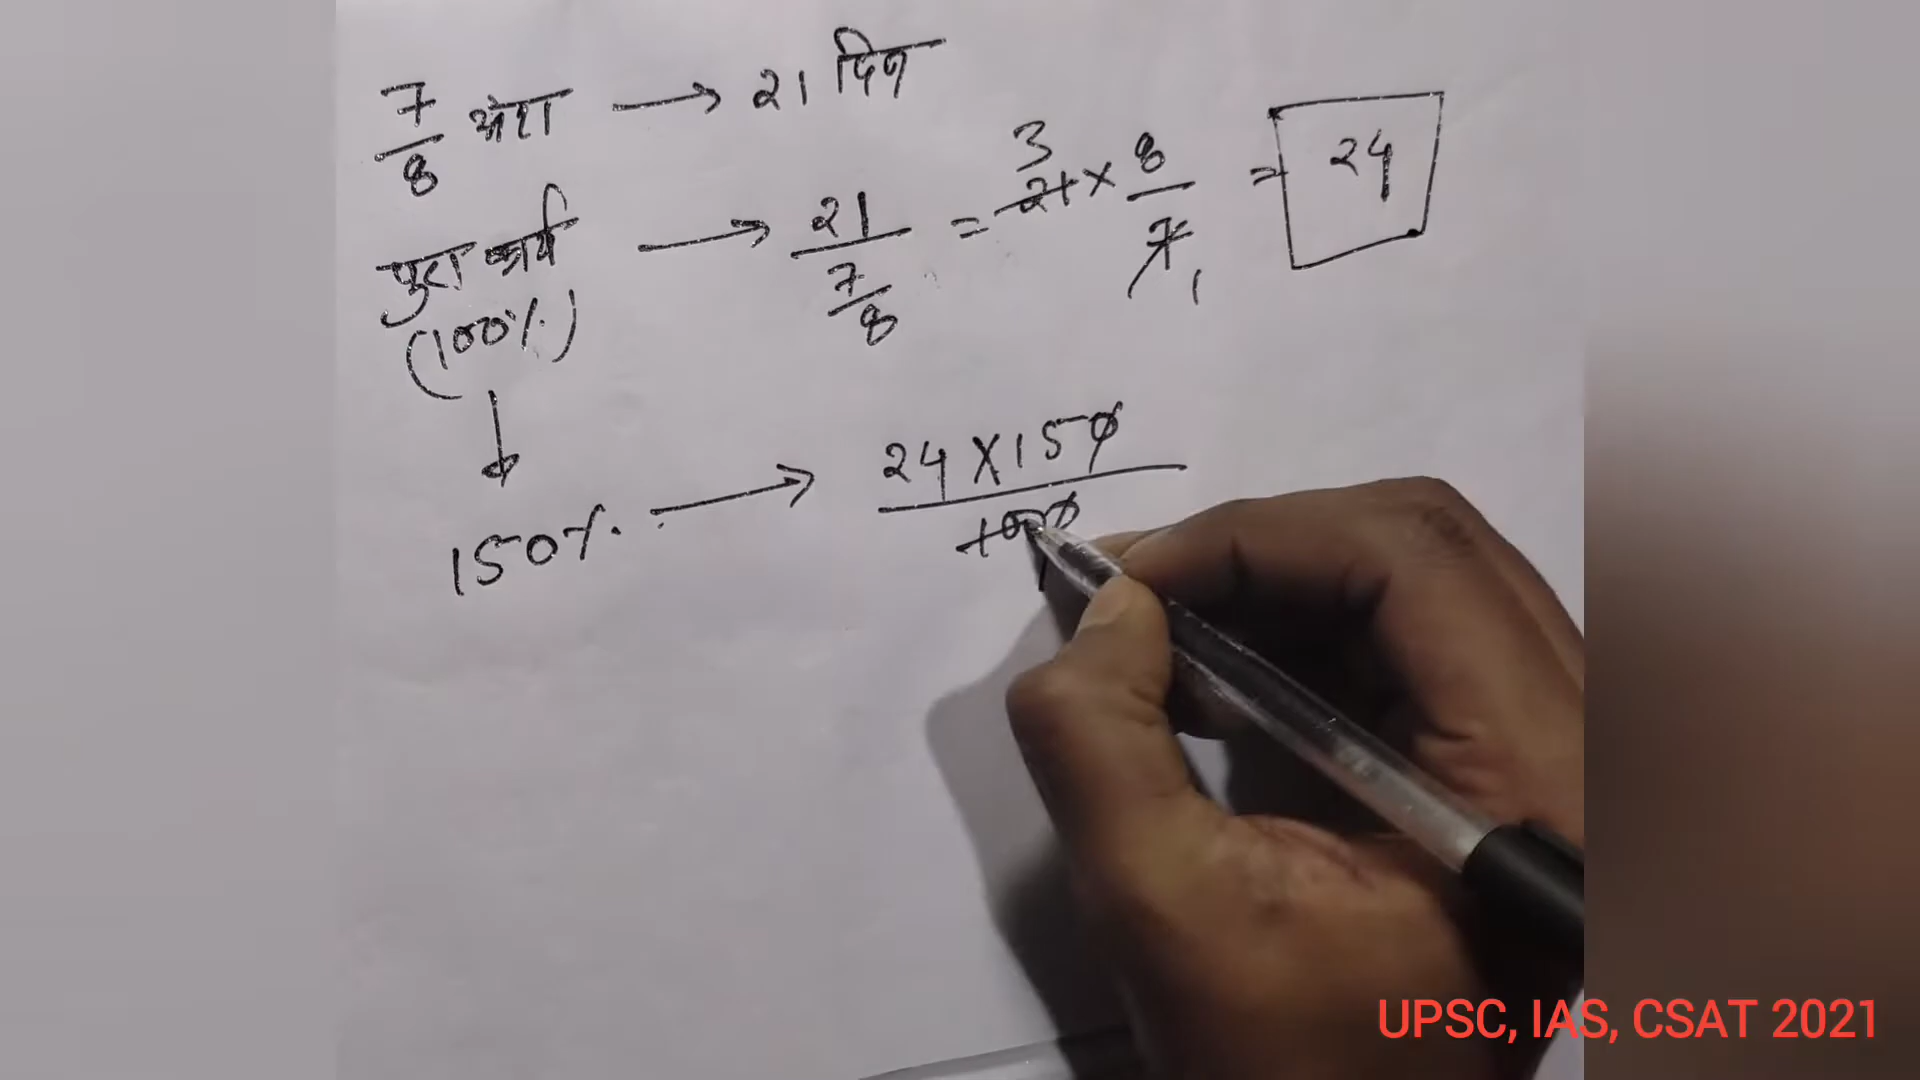 7/8 अंश → 21 दिन
पुरा कार्य → 21/(7/8) = 3 21 × 8/7 1 = 24
(100%)
↓
150% → 24 × 150/100
UPSC, IAS, CSAT 2021